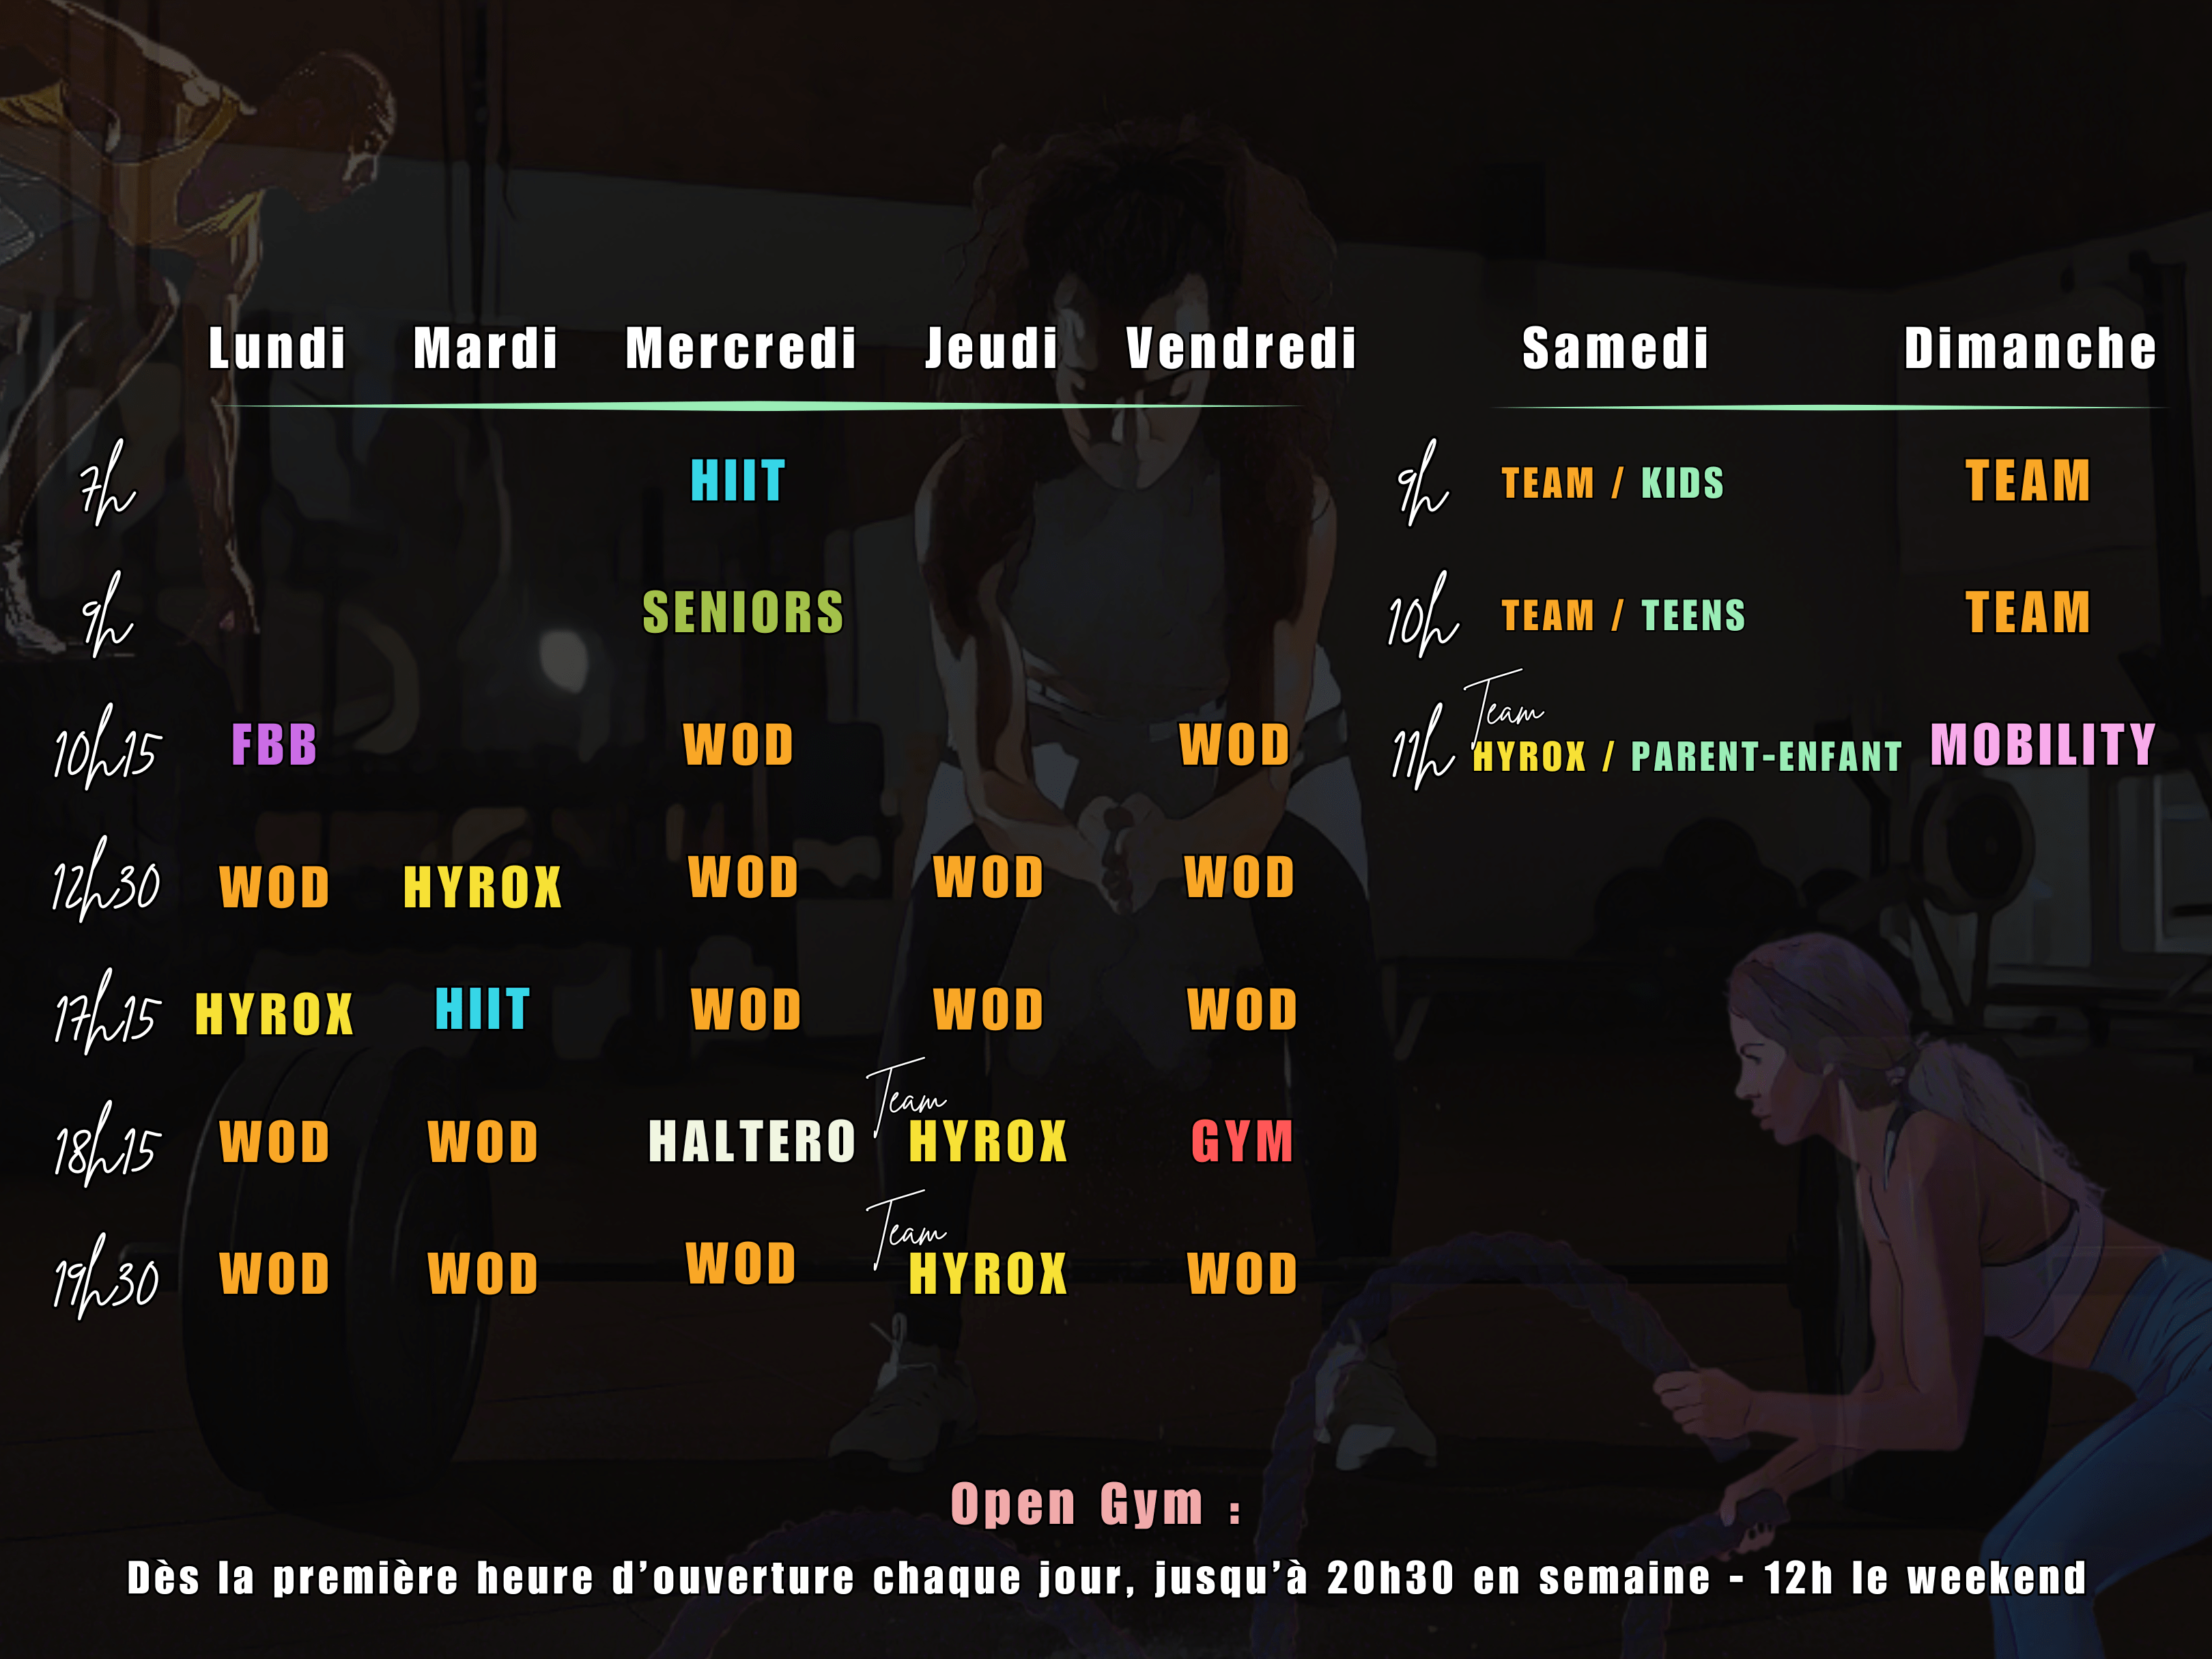 Lundi Mardi Mercredi Jeudi Vendredi Samedi Dimanche
7h HIIT 9h TEAM / KIDS TEAM
9h SENIORS 10h TEAM / TEENS TEAM
10h15 FBB WOD WOD 11h Team HYROX / PARENT-ENFANT MOBILITY
12h30 WOD HYROX WOD WOD WOD
17h15 HYROX HIIT WOD WOD WOD
18h15 WOD WOD HALTERO Team HYROX GYM
19h30 WOD WOD WOD Team HYROX WOD
Open Gym :
Dès la première heure d’ouverture chaque jour, jusqu’à 20h30 en semaine - 12h le weekend